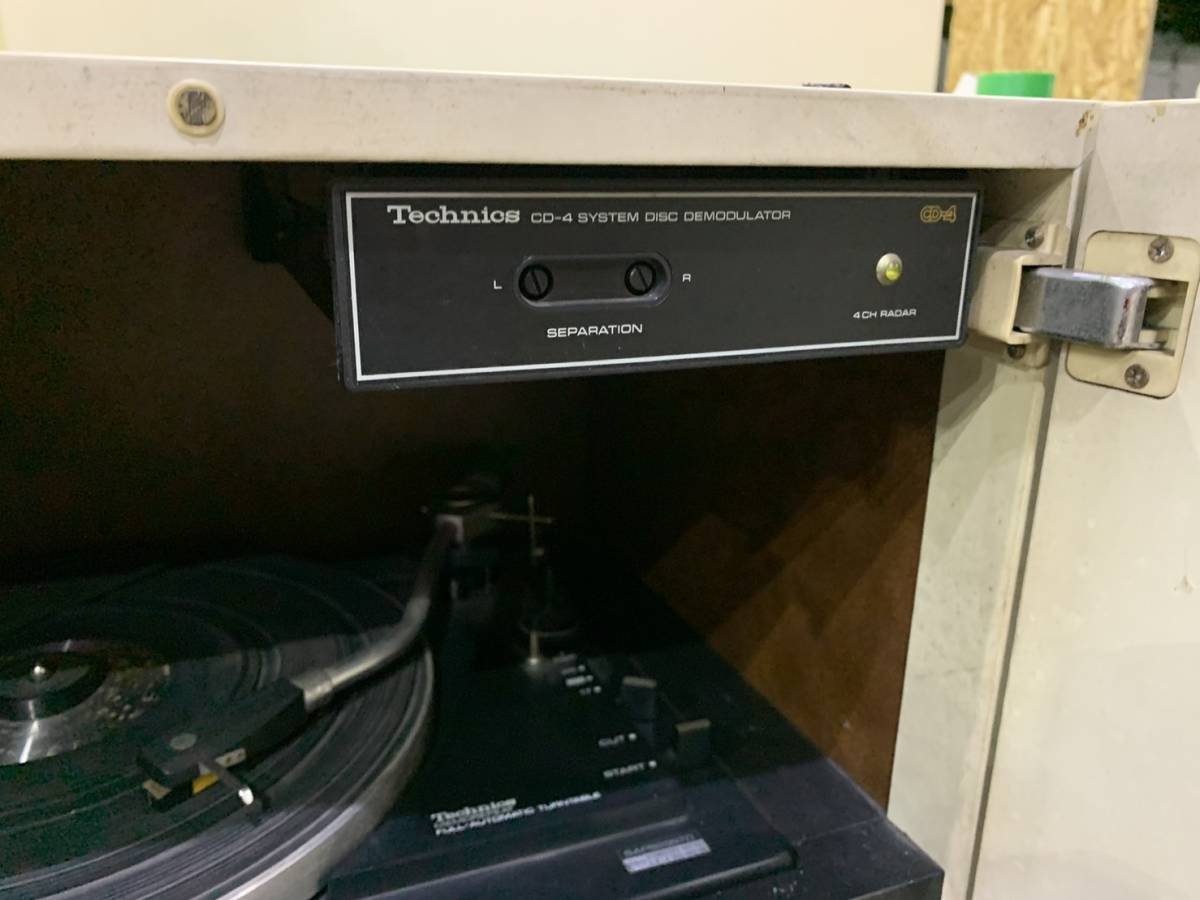 Technics CD-4 SYSTEM DISC DEMODULATOR
CD-4
L R
SEPARATION
4CH RADAR
CUT
START
Technics
FULL-AUTOMATIC TURNTABLE